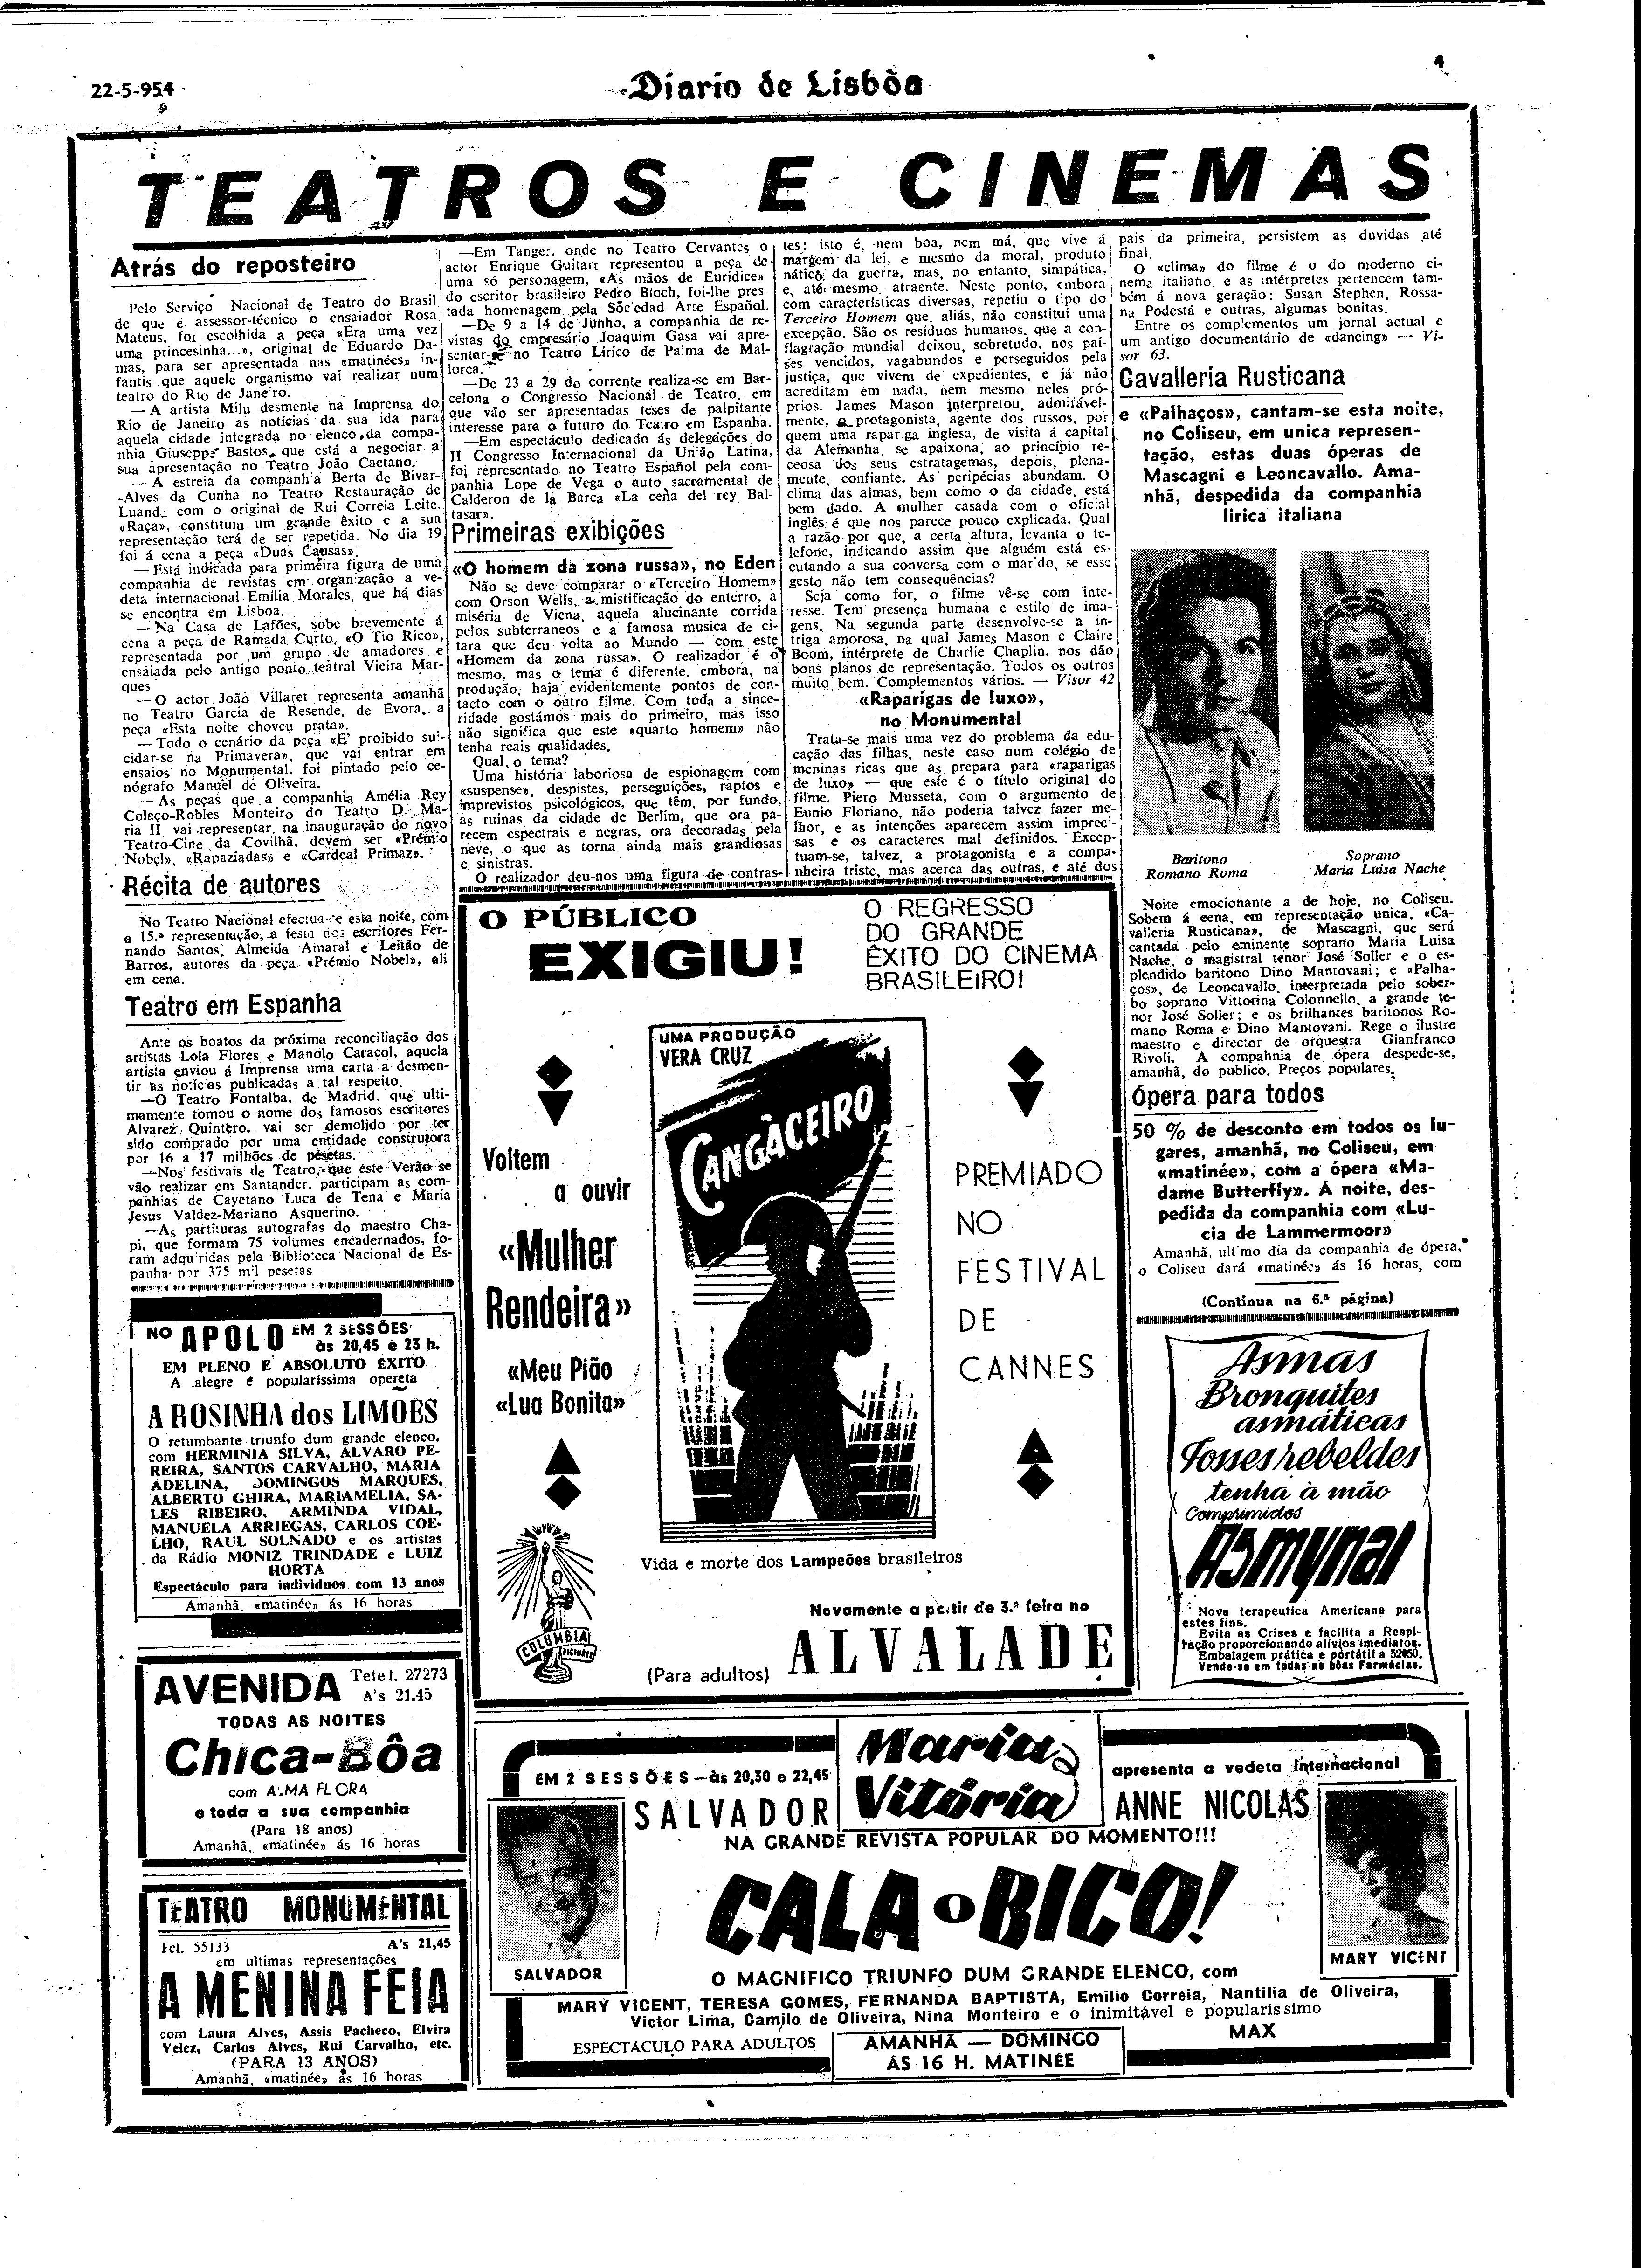 22-5-954
Diario de Lisbôa
4
TEATROS E CINEMAS
Atrás do reposteiro
Pelo Serviço Nacional de Teatro do Brasil
de que é assessor-técnico o ensaiador Rosa
Mateus, foi escolhida a peça «Era uma vez
uma princesinha...», original de Eduardo Da-
mas, para ser apresentada nas «matinées» in-
fantis que aquele organismo vai realizar num
teatro do Rio de Janeiro.
— A artista Milu desmente na Imprensa do
Rio de Janeiro as notícias da sua ida para
aquela cidade integrada no elenco da compa-
nhia Giuseppe Bastos, que está a negociar a
sua apresentação no Teatro João Caetano.
— A estreia da companhia Berta de Bivar-
-Alves da Cunha no Teatro Restauração de
Luanda com o original de Rui Correia Leite.
«Raça», constituiu um grande êxito e a sua
representação terá de ser repetida. No dia 19
foi á cena a peça «Duas Causas».
— Está indicada para primeira figura de uma
companhia de revistas em organização a ve-
deta internacional Emília Morales, que há dias
se encontra em Lisboa.
— Na Casa de Lafões, sobe brevemente á
cena a peça de Ramada Curto, «O Tio Rico»,
representada por um grupo de amadores e
ensaiada pelo antigo ponto teatral Vieira Mar-
ques
— O actor João Villaret representa amanhã
no Teatro Garcia de Resende, de Evora, a
peça «Esta noite choveu prata».
— Todo o cenário da peça «E' proibido sui-
cidar-se na Primavera», que vai entrar em
ensaios no Monumental, foi pintado pelo ce-
nógrafo Manuel de Oliveira.
— As peças que a companhia Amélia Rey
Colaço-Robles Monteiro do Teatro D. Ma-
ria II vai representar, na inauguração do novo
Teatro-Cine da Covilhã, devem ser «Prémio
Nobel», «Rapaziadas» e «Cardeal Primaz».
Récita de autores
No Teatro Nacional efectua-se esta noite, com
a 15.ª representação, a festa dos escritores Fer-
nando Santos, Almeida Amaral e Leitão de
Barros, autores da peça «Prémio Nobel», ali
em cena.
Teatro em Espanha
Ante os boatos da próxima reconciliação dos
artistas Lola Flores e Manolo Caracol, aquela
artista enviou á Imprensa uma carta a desmen-
tir as notícias publicadas a tal respeito.
—O Teatro Fontalba, de Madrid, que ulti-
mamente tomou o nome dos famosos escritores
Alvarez Quintero, vai ser demolido por ter
sido comprado por uma entidade construtora
por 16 a 17 milhões de pesetas.
—Nos festivais de Teatro, que este Verão se
vão realizar em Santander, participam as com-
panhias de Cayetano Luca de Tena e Maria
Jesus Valdez-Mariano Asquerino.
—As partituras autografas do maestro Cha-
pi, que formam 75 volumes encadernados, fo-
ram adquiridas pela Biblioteca Nacional de Es-
panha por 375 mil pesetas
—Em Tanger, onde no Teatro Cervantes o
actor Enrique Guitart representou a peça de
uma só personagem, «As mãos de Euridice»
do escritor brasileiro Pedro Bloch, foi-lhe pres
tada homenagem pela Sociedad Arte Español.
—De 9 a 14 de Junho, a companhia de re-
vistas do empresário Joaquim Gasa vai apre-
sentar-se no Teatro Lírico de Palma de Mal-
lorca.
—De 23 a 29 do corrente realiza-se em Bar-
celona o Congresso Nacional de Teatro, em
que vão ser apresentadas teses de palpitante
interesse para o futuro do Teatro em Espanha.
—Em espectáculo dedicado ás delegações do
II Congresso Internacional da União Latina,
foi representado no Teatro Español pela com-
panhia Lope de Vega o auto sacramental de
Calderon de la Barca «La cena del rey Bal-
tasar».
Primeiras exibições
«O homem da zona russa», no Eden
Não se deve comparar o «Terceiro Homem»
com Orson Wells, a mistificação do enterro, a
miséria de Viena, aquela alucinante corrida
pelos subterraneos e a famosa musica de ci-
tara que deu volta ao Mundo — com este
«Homem da zona russa». O realizador é o
mesmo, mas o tema é diferente, embora, na
produção, haja evidentemente pontos de con-
tacto com o outro filme. Com toda a since-
ridade gostámos mais do primeiro, mas isso
não significa que este «quarto homem» não
tenha reais qualidades.
Qual o tema?
Uma história laboriosa de espionagem com
«suspense», despistes, perseguições, raptos e
imprevistos psicológicos, que têm, por fundo,
as ruinas da cidade de Berlim, que ora pa-
recem espectrais e negras, ora decoradas pela
neve, o que as torna ainda mais grandiosas
e sinistras.
O realizador deu-nos uma figura de contras-
tes: isto é, nem boa, nem má, que vive á
margem da lei, e mesmo da moral, produto
nático da guerra, mas, no entanto, simpática,
e, até mesmo, atraente. Neste ponto, embora
com características diversas, repetiu o tipo do
Terceiro Homem que, aliás, não constitui uma
excepção. São os resíduos humanos, que a con-
flagração mundial deixou, sobretudo, nos paí-
ses vencidos, vagabundos e perseguidos pela
justiça, que vivem de expedientes, e já não
acreditam em nada, nem mesmo neles pró-
prios. James Mason interpretou, admirável-
mente, o protagonista, agente dos russos, por
quem uma rapariga inglesa, de visita á capital
da Alemanha, se apaixona, ao princípio re-
ceosa dos seus estratagemas, depois, plena-
mente, confiante. As peripécias abundam. O
clima das almas, bem como o da cidade, está
bem dado. A mulher casada com o oficial
inglês é que nos parece pouco explicada. Qual
a razão por que, a certa altura, levanta o te-
lefone, indicando assim que alguém está es-
cutando a sua conversa com o marido, se esse
gesto não tem consequências?
Seja como for, o filme vê-se com inte-
resse. Tem presença humana e estilo de ima-
gens. Na segunda parte desenvolve-se a in-
triga amorosa, na qual James Mason e Claire
Boom, intérprete de Charlie Chaplin, nos dão
bons planos de representação. Todos os outros
muito bem. Complementos vários. — Visor 42
«Raparigas de luxo»,
no Monumental
Trata-se mais uma vez do problema da edu-
cação das filhas, neste caso num colégio de
meninas ricas que as prepara para «raparigas
de luxo» — que este é o título original do
filme. Piero Musseta, com o argumento de
Eunio Floriano, não poderia talvez fazer me-
lhor, e as intenções aparecem assim imprec-
sas e os caracteres mal definidos. Excep-
tuam-se, talvez, a protagonista e a compa-
nheira triste, mas acerca das outras, e até dos
pais da primeira, persistem as duvidas até
final.
O «clima» do filme é o do moderno ci-
nema italiano, e as intérpretes pertencem tam-
bém á nova geração: Susan Stephen, Rossa-
na Podestá e outras, algumas bonitas.
Entre os complementos um jornal actual e
um antigo documentário de «dancing» — Vi-
sor 63.
Cavalleria Rusticana
e «Palhaços», cantam-se esta noite,
no Coliseu, em unica represen-
tação, estas duas óperas de
Mascagni e Leoncavallo. Ama-
nhã, despedida da companhia
lirica italiana
Baritono
Romano Roma
Soprano
Maria Luisa Nache
Noite emocionante a de hoje, no Coliseu.
Sobem á cena, em representação unica, «Ca-
valleria Rusticana», de Mascagni, que será
cantada pelo eminente soprano Maria Luisa
Nache, o magistral tenor José Soller e o es-
plendido baritono Dino Mantovani; e «Palha-
ços», de Leoncavallo, interpretada pelo sober-
bo soprano Vittorina Colonnello, a grande te-
nor José Soller; e os brilhantes baritonos Ro-
mano Roma e Dino Mantovani. Rege o ilustre
maestro e director de orquestra Gianfranco
Rivoli. A compahnia de ópera despede-se,
amanhã, do publico. Preços populares.
Ópera para todos
50 % de desconto em todos os lu-
gares, amanhã, no Coliseu, em
«matinée», com a ópera «Ma-
dame Butterfly». Á noite, des-
pedida da companhia com «Lu-
cia de Lammermoor»
Amanhã, ultimo dia da companhia de ópera,
o Coliseu dará «matinée» ás 16 horas, com
(Continua na 6.ª página)
O PÚBLICO
EXIGIU!
O REGRESSO
DO GRANDE
ÊXITO DO CINEMA
BRASILEIRO!
UMA PRODUÇÃO
VERA CRUZ
CANGACEIRO
Voltem
a ouvir
«Mulher
Rendeira»
«Meu Pião
«Lua Bonita»
PREMIADO
NO
FESTIVAL
DE
CANNES
COLUMBIA
PICTURES
Vida e morte dos Lampeões brasileiros
Novamente a partir de 3.ª feira no
(Para adultos) ALVALADE
NO APOLO EM 2 SESSÕES
às 20,45 e 23 h.
EM PLENO E ABSOLUTO ÊXITO
A alegre e popularíssima opereta
A ROSINHA dos LIMÕES
O retumbante triunfo dum grande elenco,
com HERMINIA SILVA, ALVARO PE-
REIRA, SANTOS CARVALHO, MARIA
ADELINA, DOMINGOS MARQUES,
ALBERTO GHIRA, MARIAMELIA, SA-
LES RIBEIRO, ARMINDA VIDAL,
MANUELA ARRIEGAS, CARLOS COE-
LHO, RAUL SOLNADO e os artistas
da Rádio MONIZ TRINDADE e LUIZ
HORTA
Espectáculo para individuos com 13 anos
Amanhã, «matinée» ás 16 horas
AVENIDA Telef. 27273
A's 21.45
TODAS AS NOITES
Chica-Bôa
com ALMA FLORA
e toda a sua companhia
(Para 18 anos)
Amanhã, «matinée» ás 16 horas
TEATRO MONUMENTAL
Tel. 55133 A's 21,45
em ultimas representações
A MENINA FEIA
com Laura Alves, Assis Pacheco, Elvira
Velez, Carlos Alves, Rui Carvalho, etc.
(PARA 13 ANOS)
Amanhã, «matinée» ás 16 horas
Asmas
Bronquites
asmáticas
Tosses rebeldes
tenha à mão
Comprimidos
Asmynal
Nova terapeutica Americana para
estes fins.
Evita as Crises e facilita a Respi-
ração proporcionando alívios imediatos.
Embalagem prática e portátil a 32$50.
Vende-se em todas as bôas Farmácias.
EM 2 SESSÕES—às 20,30 e 22,45
Maria
Vitória
apresenta a vedeta internacional
SALVADOR
ANNE NICOLAS
NA GRANDE REVISTA POPULAR DO MOMENTO!!!
CALA O BICO!
SALVADOR
MARY VICENT
O MAGNIFICO TRIUNFO DUM GRANDE ELENCO, com
MARY VICENT, TERESA GOMES, FERNANDA BAPTISTA, Emilio Correia, Nantilia de Oliveira,
Victor Lima, Camilo de Oliveira, Nina Monteiro e o inimitável e popularissimo
MAX
ESPECTACULO PARA ADULTOS
AMANHÃ — DOMINGO
ÁS 16 H. MATINÉE